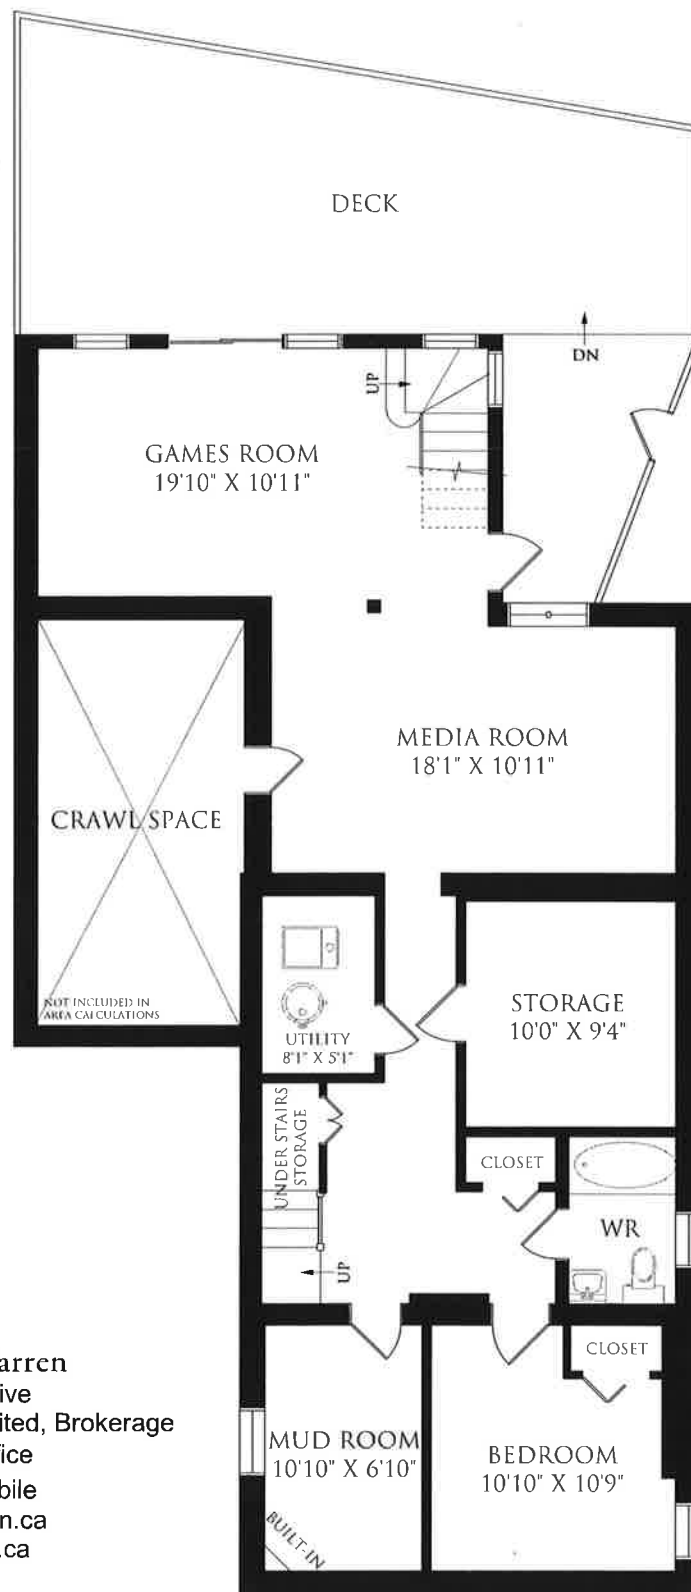 DECK
DN
UP
GAMES ROOM
19'10" X 10'11"
MEDIA ROOM
18'1" X 10'11"
CRAWL SPACE
NOT INCLUDED IN
AREA CALCULATIONS
UTILITY
8'1" X 5'1"
STORAGE
10'0" X 9'4"
UNDER STAIRS
STORAGE
CLOSET
WR
UP
CLOSET
MUD ROOM
10'10" X 6'10"
BUILT-IN
BEDROOM
10'10" X 10'9"
arren
ive
ited, Brokerage
fice
bile
n.ca
.ca